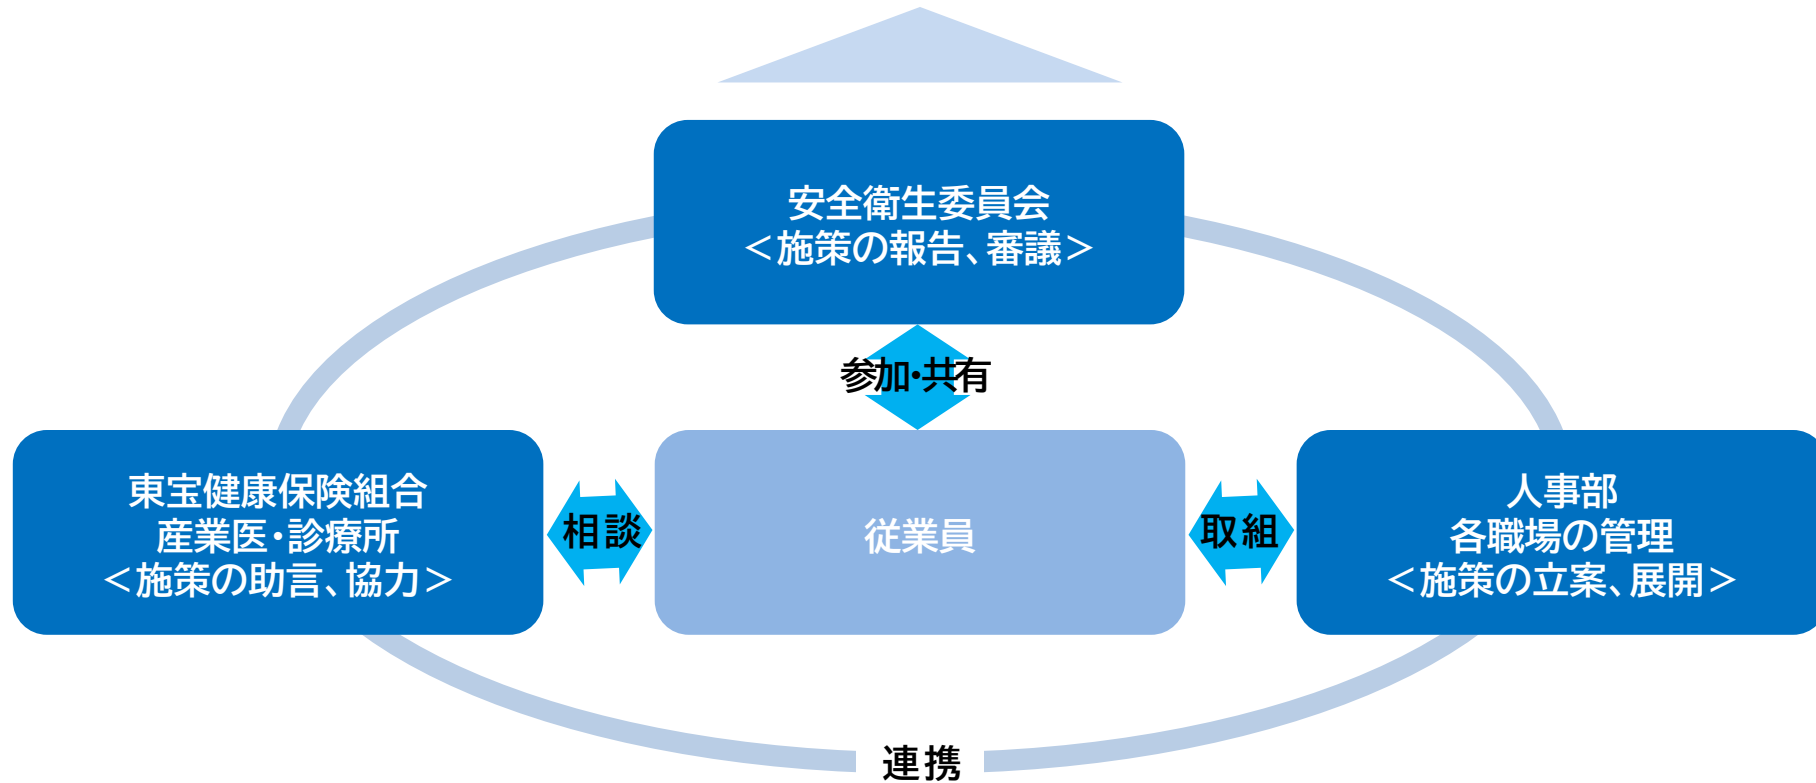 安全衛生委員会
＜施策の報告、審議＞
参加・共有
東宝健康保険組合
産業医・診療所
＜施策の助言、協力＞
相談
従業員
取組
人事部
各職場の管理
＜施策の立案、展開＞
連携